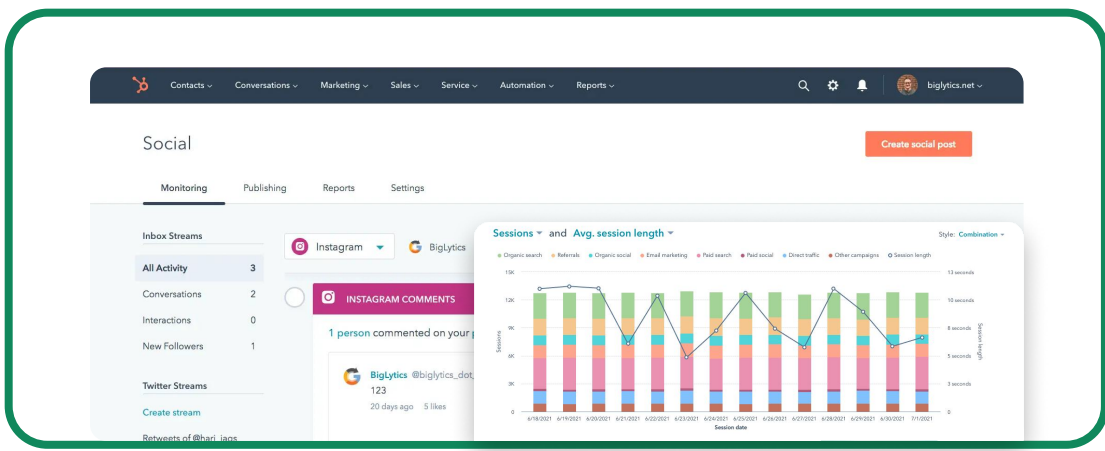 Contacts Conversations Marketing Sales Service Automation Reports biglytics.net
Social
Create social post
Monitoring Publishing Reports Settings
Inbox Streams
All Activity 3
Conversations 2
Interactions 0
New Followers 1
Twitter Streams
Create stream
Retweets of @hari_jags
Instagram BigLytics
INSTAGRAM COMMENTS
1 person commented on your
BigLytics @biglytics_dot_
123
20 days ago 5 likes
Sessions and Avg. session length Style: Combination
Organic search Referrals Organic social Email marketing Paid search Paid social Direct traffic Other campaigns Session length
15K 13 seconds
12K 10 seconds
9K 8 seconds
6K 5 seconds
3K 3 seconds
0 0
Sessions
Session length
6/18/2021 6/19/2021 6/20/2021 6/21/2021 6/22/2021 6/23/2021 6/24/2021 6/25/2021 6/26/2021 6/27/2021 6/28/2021 6/29/2021 6/30/2021 7/1/2021
Session date